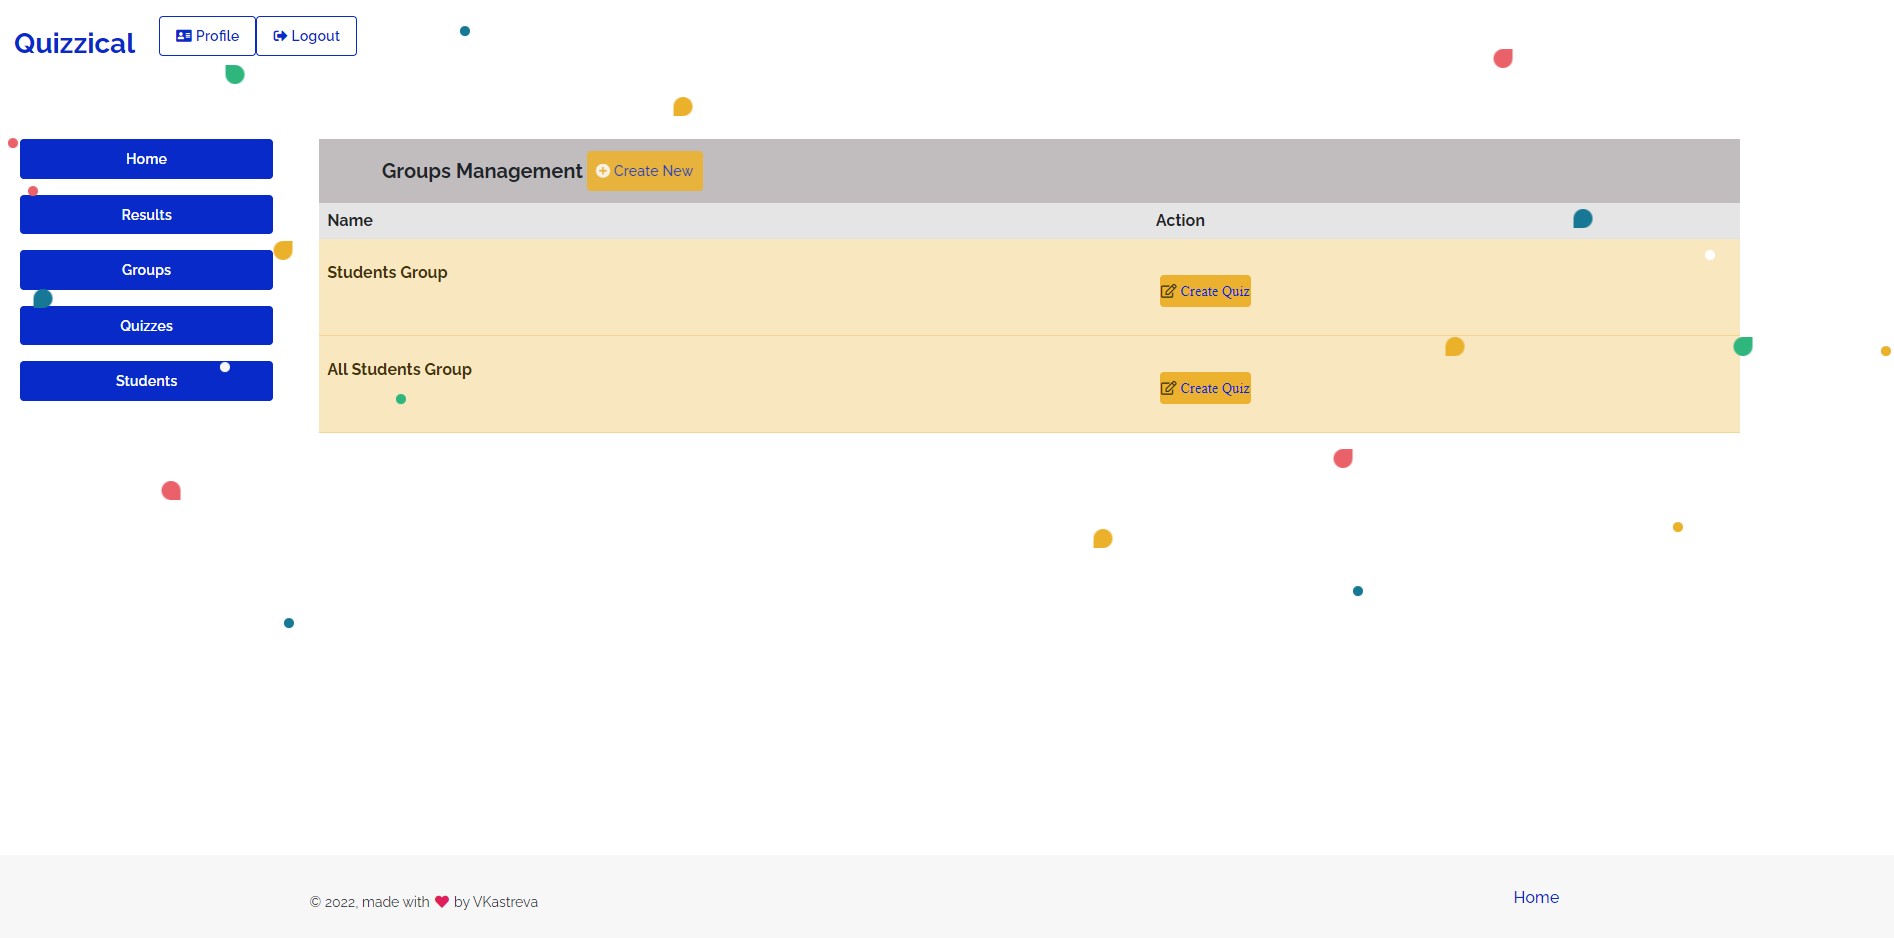 Quizzical
Profile
Logout
Home
Results
Groups
Quizzes
Students
Groups Management
Create New
Name
Action
Students Group
Create Quiz
All Students Group
Create Quiz
© 2022, made with by VKastreva
Home